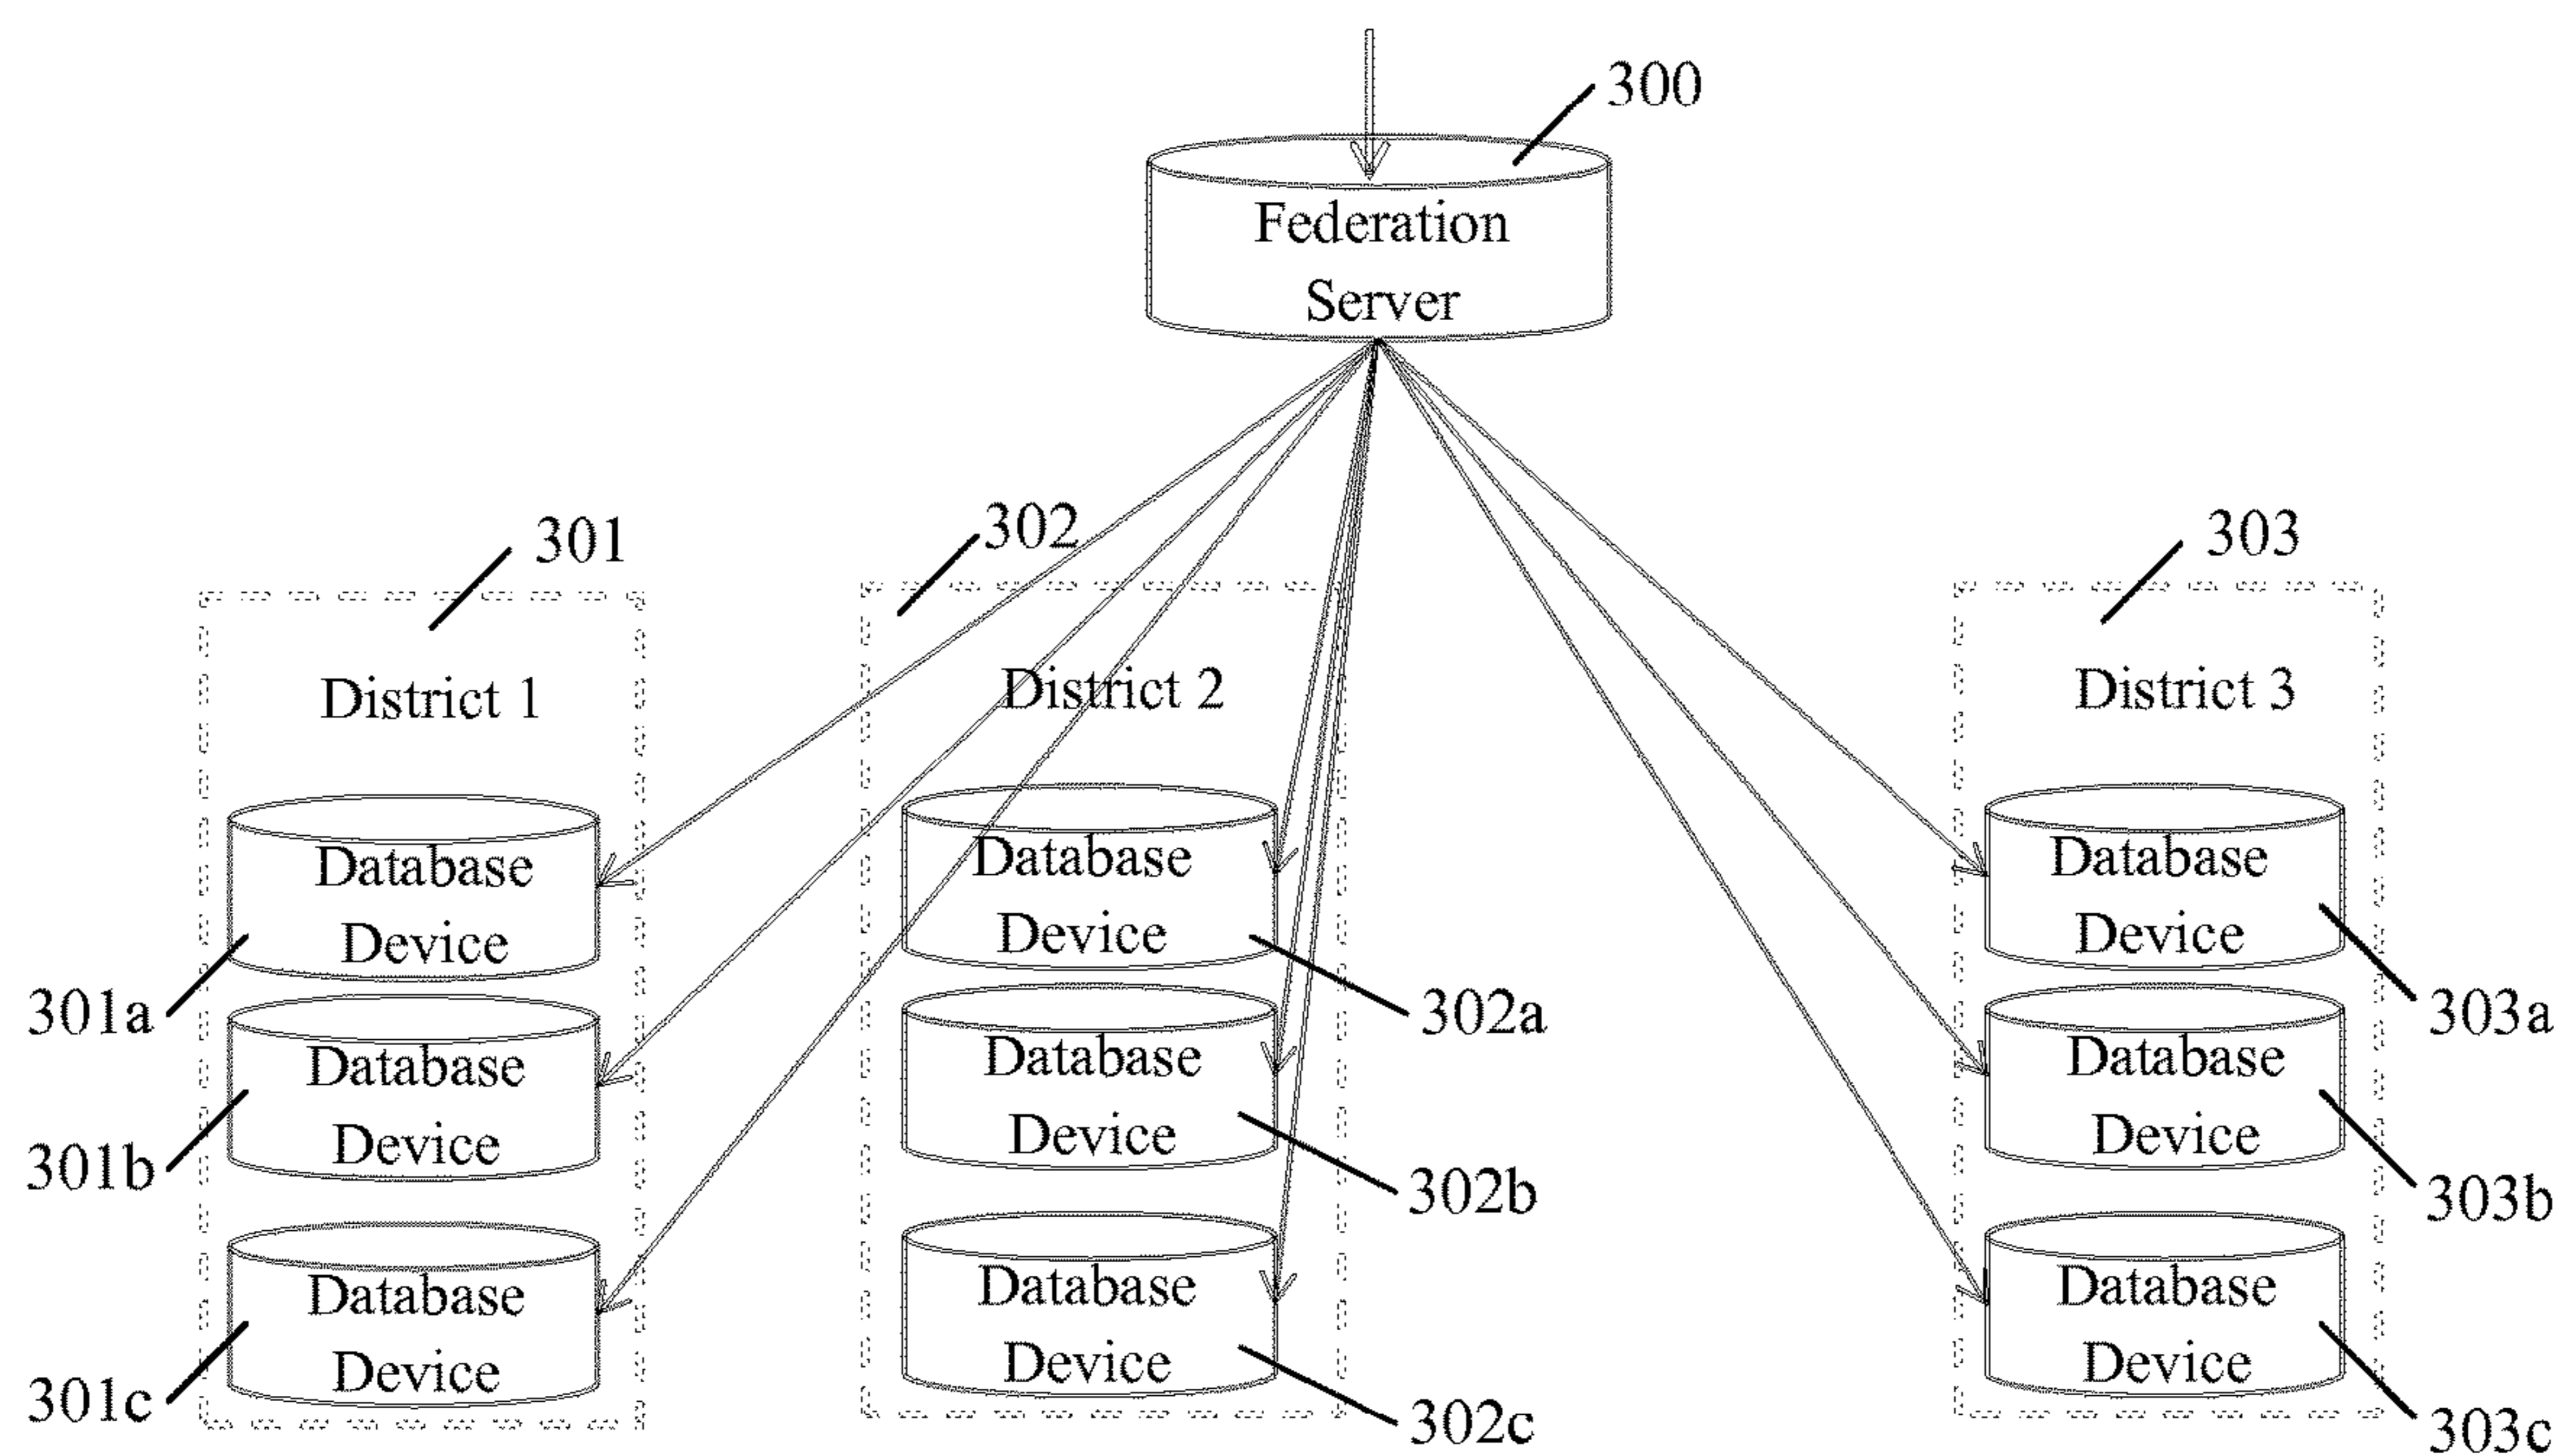 300
Federation
Server
301
302
303
District 1
District 2
District 3
Database
Device
301a
Database
Device
302a
Database
Device
303a
Database
Device
301b
Database
Device
302b
Database
Device
303b
Database
Device
301c
Database
Device
302c
Database
Device
303c